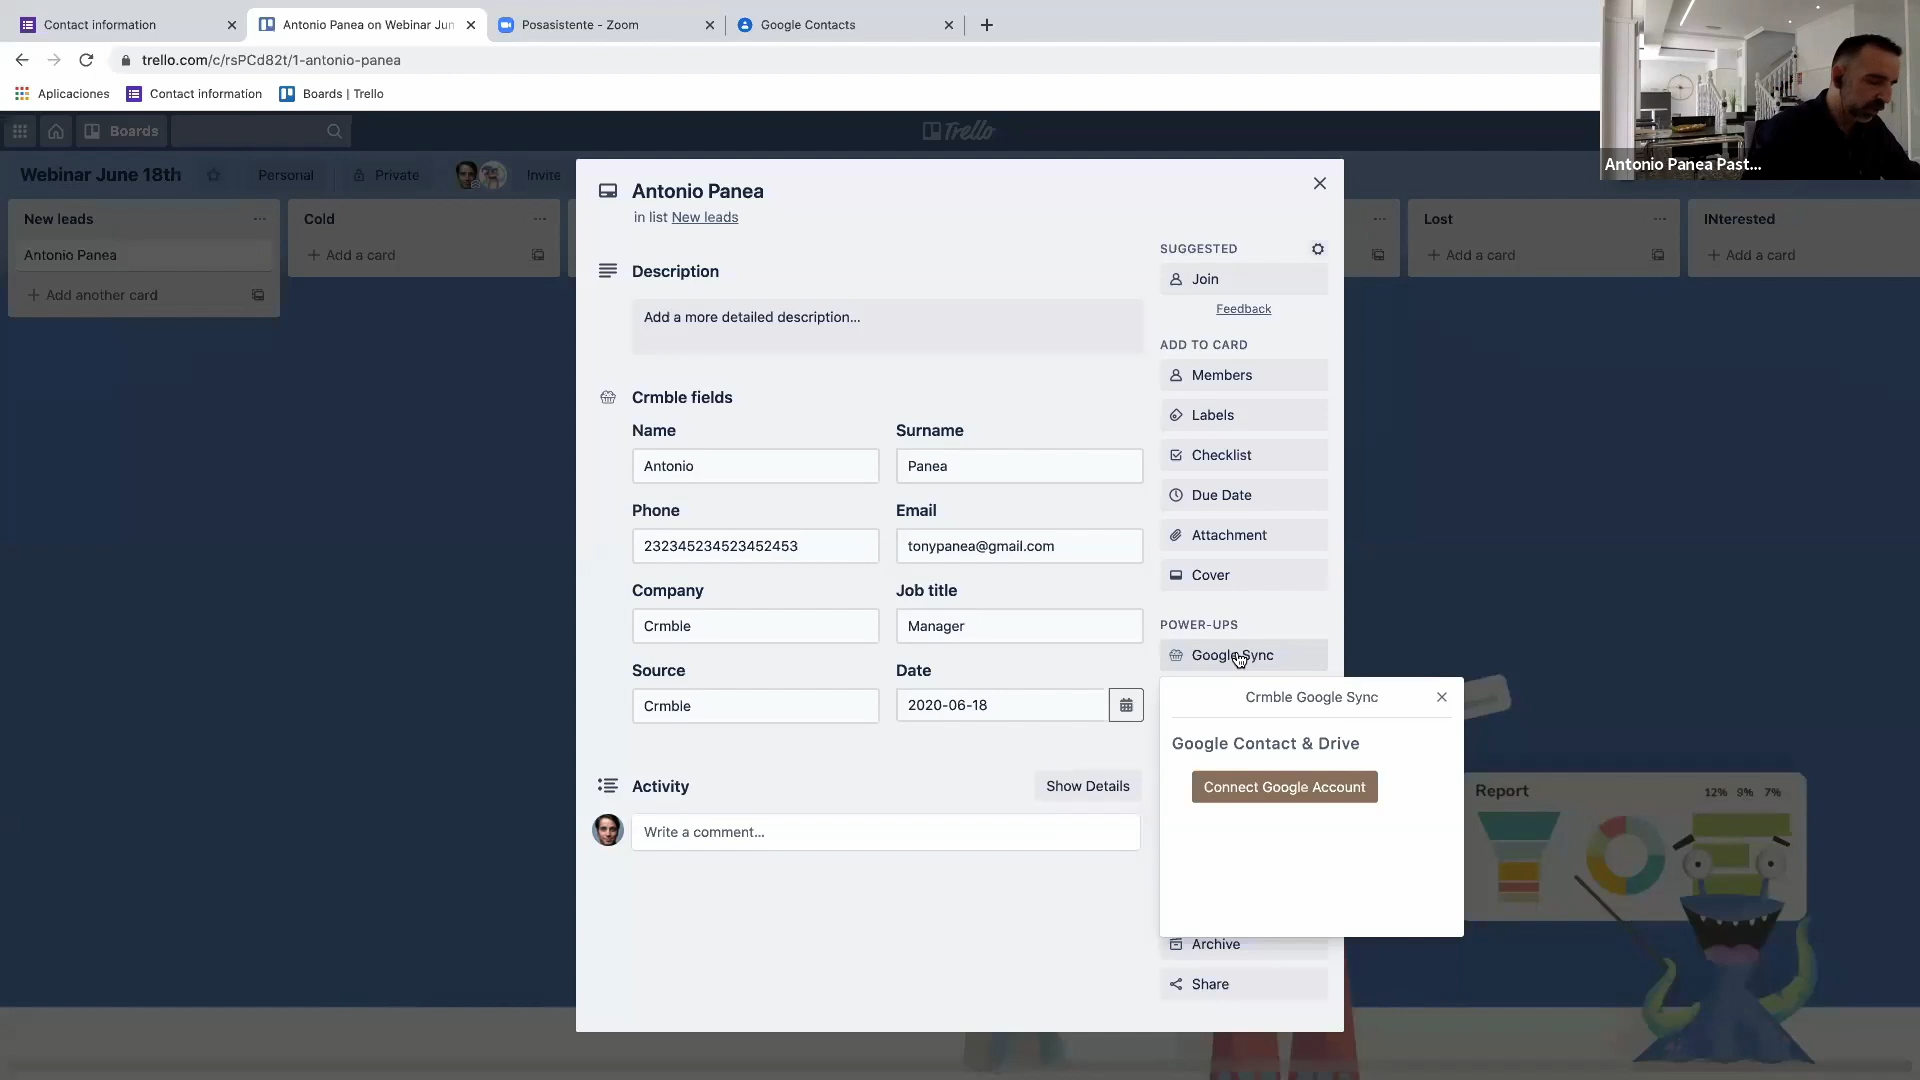 Contact information
Antonio Panea on Webinar Jun
Posasistente - Zoom
Google Contacts
trello.com/c/rsPCd82t/1-antonio-panea
Aplicaciones
Contact information
Boards | Trello
Antonio Panea Past...
Boards
Trello
Webinar June 18th
Personal
Private
Invite
New leads
Antonio Panea
Add another card
Cold
Add a card
Lost
Add a card
INterested
Add a card
Antonio Panea
in list New leads
Description
Add a more detailed description...
Crmble fields
Name
Surname
Antonio
Panea
Phone
Email
232345234523452453
tonypanea@gmail.com
Company
Job title
Crmble
Manager
Source
Date
Crmble
2020-06-18
Activity
Show Details
Write a comment...
SUGGESTED
Join
Feedback
ADD TO CARD
Members
Labels
Checklist
Due Date
Attachment
Cover
POWER-UPS
Google Sync
Crmble Google Sync
Google Contact & Drive
Connect Google Account
Archive
Share
Report
12% 9% 7%